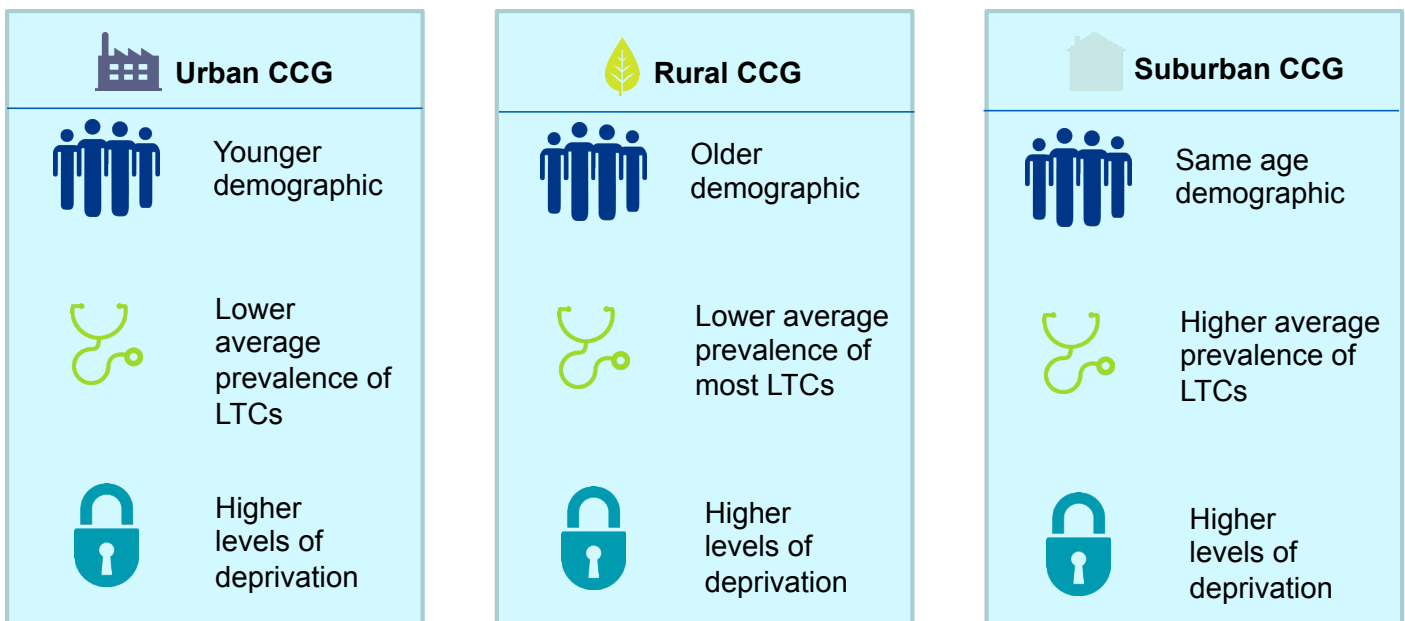 Urban CCG
Younger
demographic
Lower
average
prevalence of
LTCs
Higher
levels of
deprivation
Rural CCG
Older
demographic
Lower average
prevalence of
most LTCs
Higher
levels of
deprivation
Suburban CCG
Same age
demographic
Higher average
prevalence of
LTCs
Higher
levels of
deprivation